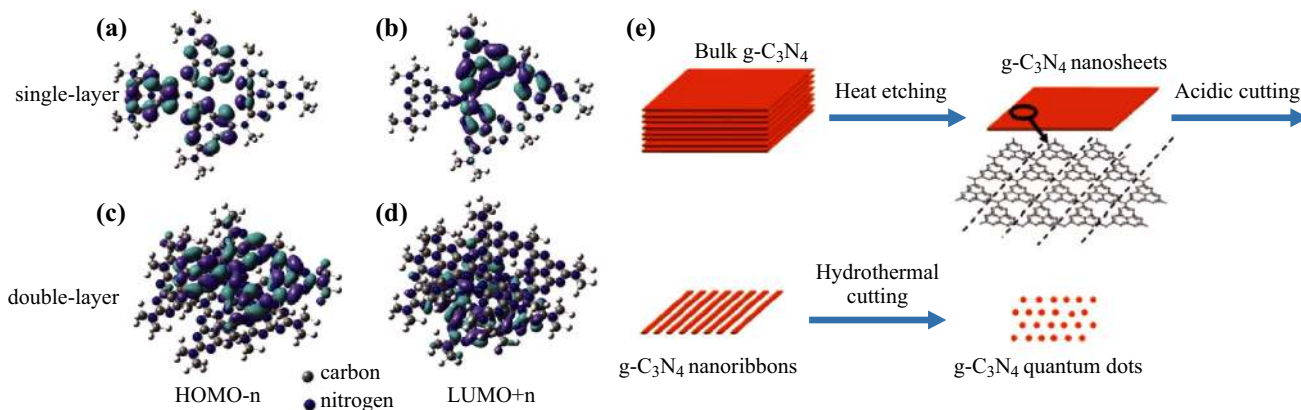 (a)
(b)
(e)
Bulk g-C₃N₄
g-C₃N₄ nanosheets
single-layer
Heat etching
Acidic cutting
(c)
(d)
Hydrothermal
cutting
double-layer
g-C₃N₄ nanoribbons
g-C₃N₄ quantum dots
carbon
nitrogen
HOMO-n
LUMO+n